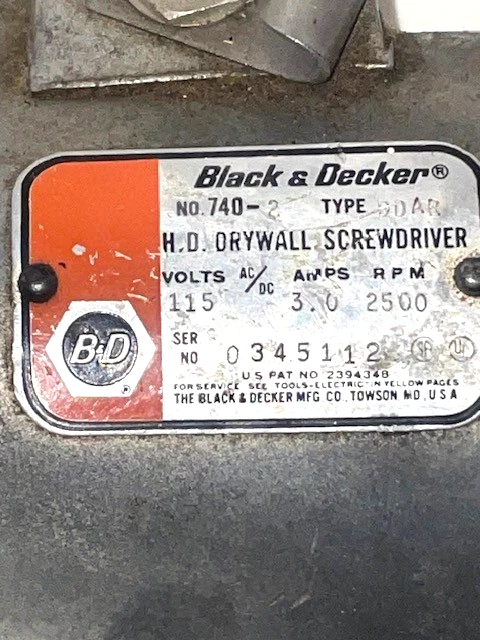 Black & Decker®
NO. 740-2 TYPE
H.D. DRYWALL SCREWDRIVER
VOLTS AC/DC AMPS RPM
115 3.0 2500
SER NO 0345112
US PAT NO 2394348
FOR SERVICE SEE TOOLS-ELECTRIC IN YELLOW PAGES
THE BLACK & DECKER MFG CO., TOWSON MD., U.S.A
B&D®